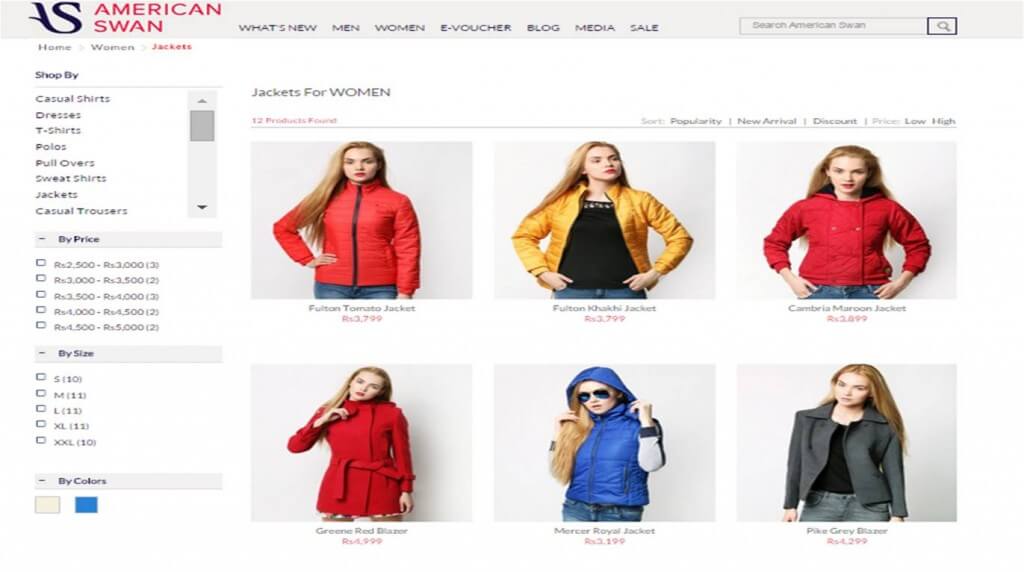 AS AMERICAN
SWAN
WHAT'S NEW MEN WOMEN E-VOUCHER BLOG MEDIA SALE
Search American Swan
Home > Women > Jackets
Shop By
Casual Shirts
Dresses
T-Shirts
Polos
Pull Overs
Sweat Shirts
Jackets
Casual Trousers
− By Price
Rs2,500 - Rs3,000 (3)
Rs3,000 - Rs3,500 (2)
Rs3,500 - Rs4,000 (3)
Rs4,000 - Rs4,500 (2)
Rs4,500 - Rs5,000 (2)
− By Size
S (10)
M (11)
L (11)
XL (11)
XXL (10)
− By Colors
Jackets For WOMEN
12 Products Found
Sort: Popularity | New Arrival | Discount | Price: Low High
Fulton Tomato Jacket
Rs3,799
Fulton Khakhi Jacket
Rs3,799
Cambria Maroon Jacket
Rs3,899
Greene Red Blazer
Rs4,999
Mercer Royal Jacket
Rs3,199
Pike Grey Blazer
Rs4,299